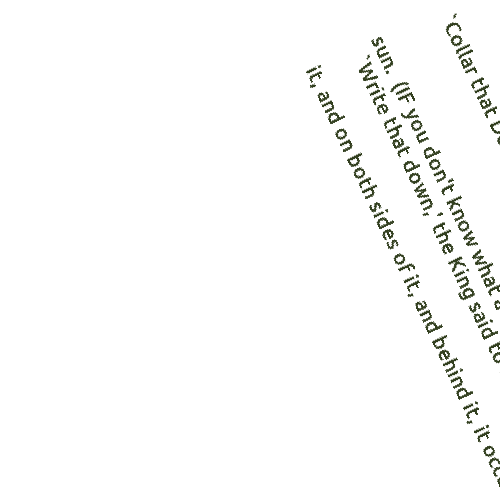 `Collar that
sun. (IF you don't know what
`Write that down,' the King said to
it, and on both sides of it, and behind it, it